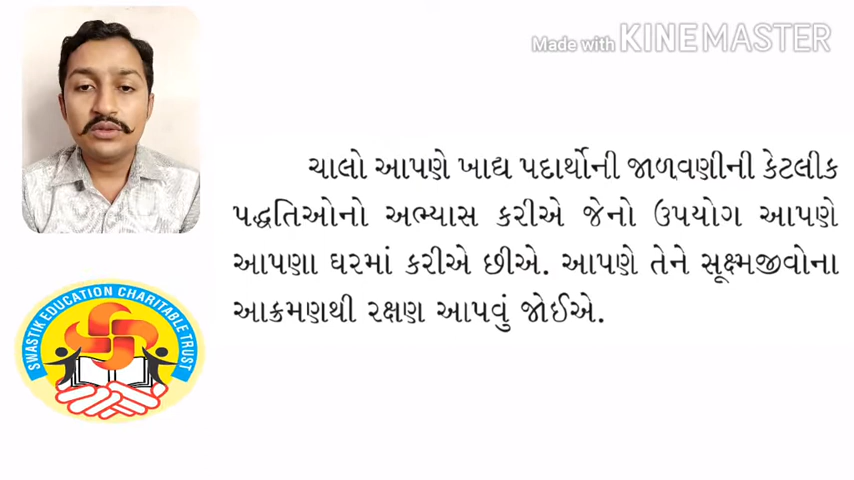 Made with KINEMASTER
ચાલો આપણે ખાદ્ય પદાર્થોની જાળવણીની કેટલીક
પદ્ધતિઓનો અભ્યાસ કરીએ જેનો ઉપયોગ આપણે
આપણા ઘરમાં કરીએ છીએ. આપણે તેને સૂક્ષ્મજીવોના
આક્રમણથી રક્ષણ આપવું જોઈએ.
SWASTIK EDUCATION CHARITABLE TRUST